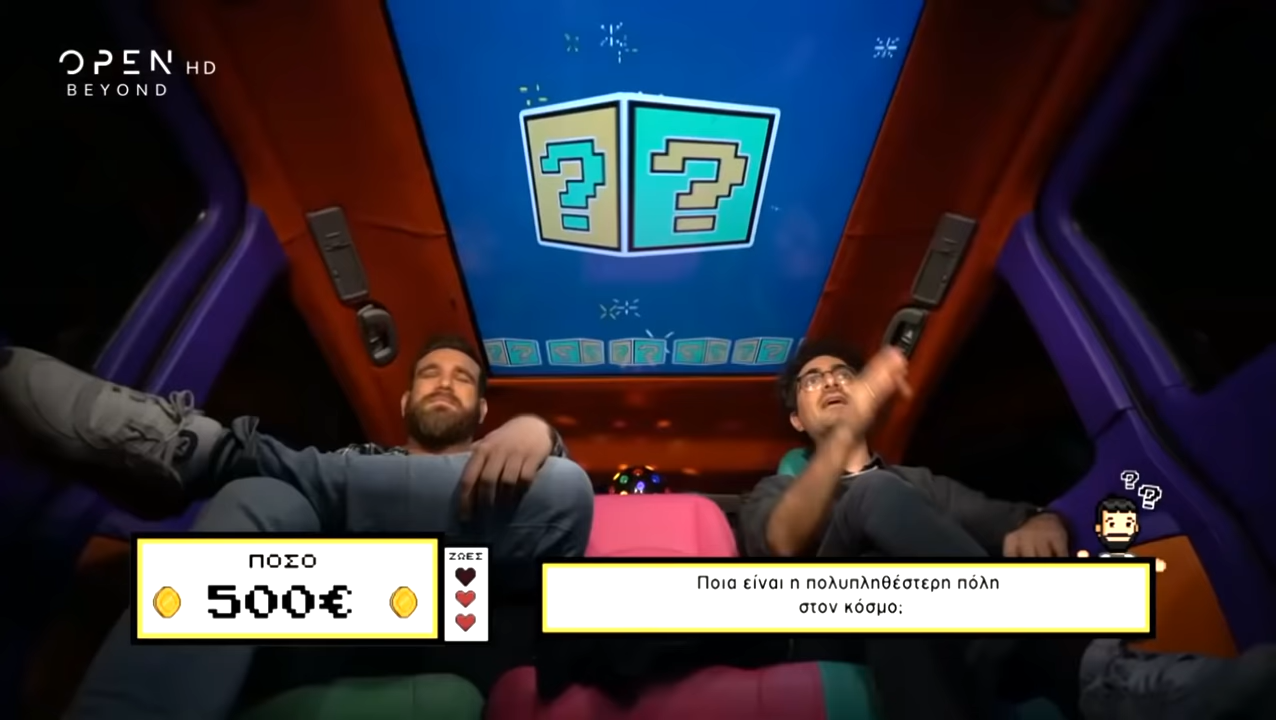 OPEN HD
BEYOND
? ?
ΠΟΣΟ
500€
ΖΩΕΣ
Ποια είναι η πολυπληθέστερη πόλη
στον κόσμο;